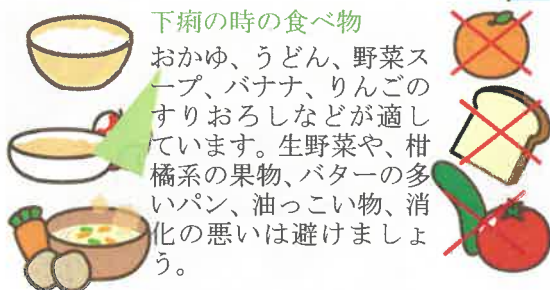 下痢の時の食べ物
おかゆ、うどん、野菜ス
ープ、バナナ、りんごの
すりおろしなどが適し
ています。生野菜や、柑
橘系の果物、バターの多
いパン、油っこい物、消
化の悪いは避けましょ
う。